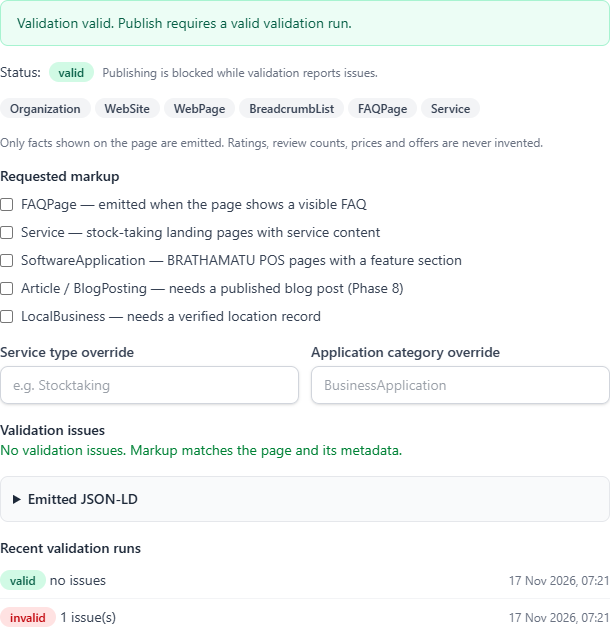 Validation valid. Publish requires a valid validation run.
Status: valid Publishing is blocked while validation reports issues.
Organization WebSite WebPage BreadcrumbList FAQPage Service
Only facts shown on the page are emitted. Ratings, review counts, prices and offers are never invented.
Requested markup
FAQPage — emitted when the page shows a visible FAQ
Service — stock-taking landing pages with service content
SoftwareApplication — BRATHAMATU POS pages with a feature section
Article / BlogPosting — needs a published blog post (Phase 8)
LocalBusiness — needs a verified location record
Service type override Application category override
e.g. Stocktaking BusinessApplication
Validation issues
No validation issues. Markup matches the page and its metadata.
Emitted JSON-LD
Recent validation runs
valid no issues 17 Nov 2026, 07:21
invalid 1 issue(s) 17 Nov 2026, 07:21